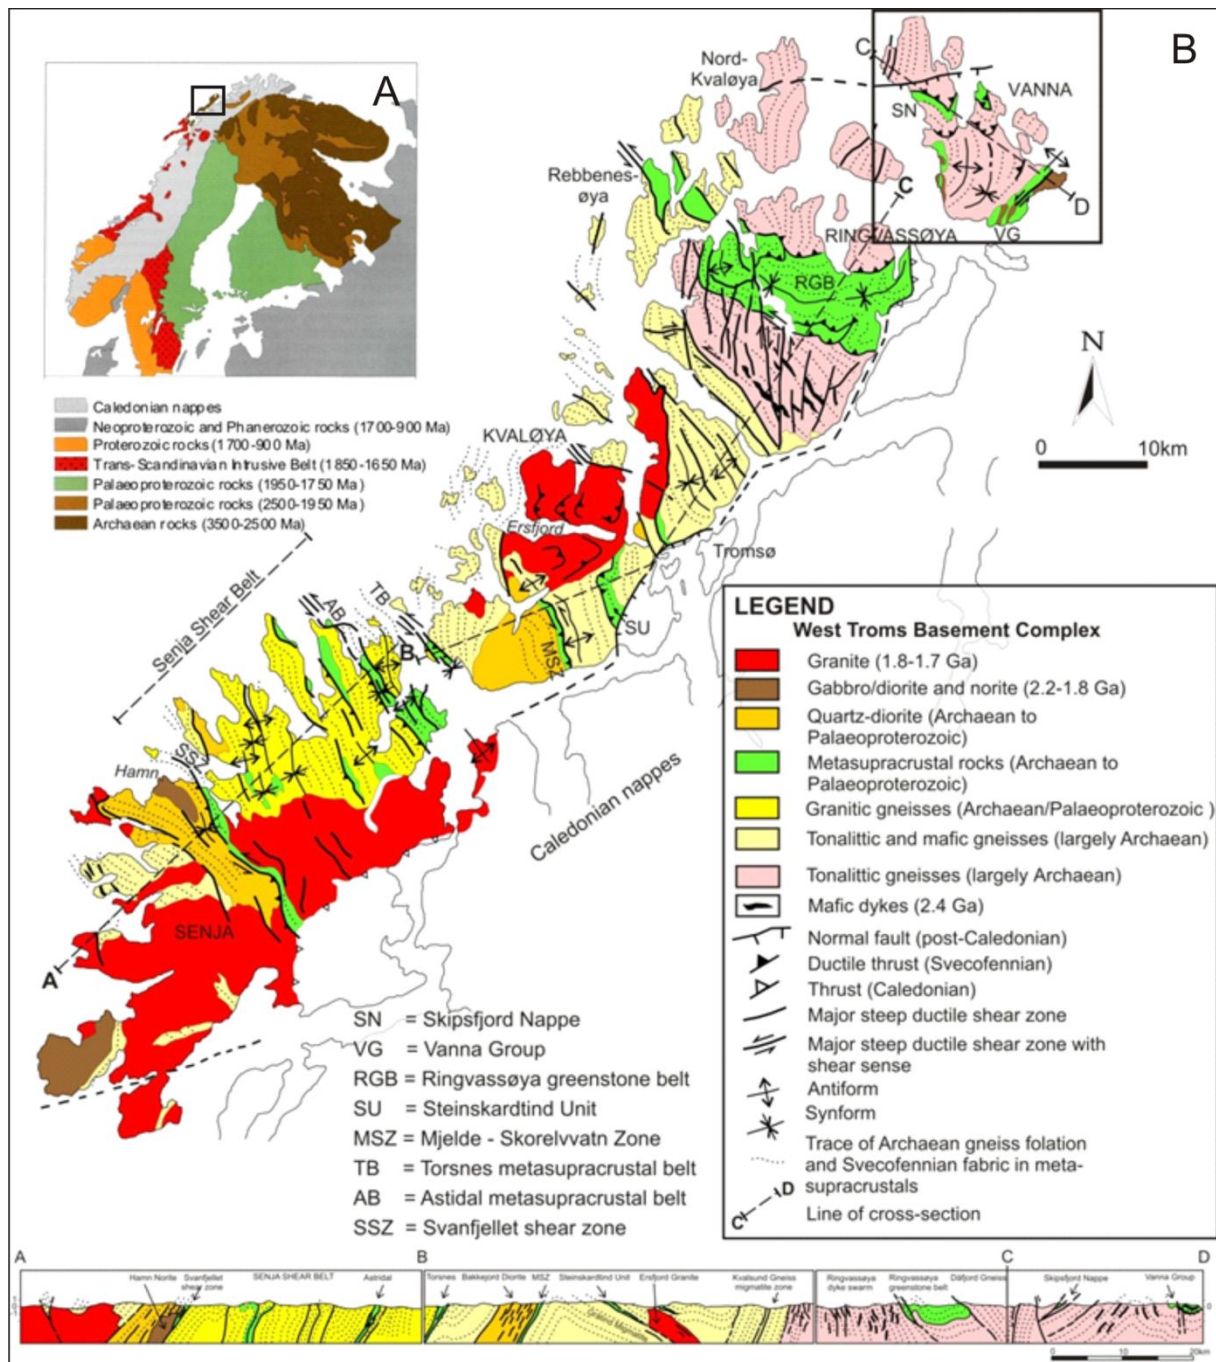 A
B
Caledonian nappes
Neoproterozoic and Phanerozoic rocks (1700-900 Ma)
Proterozoic rocks (1700-900 Ma)
Trans-Scandinavian Intrusive Belt (1850-1650 Ma)
Palaeoproterozoic rocks (1950-1750 Ma)
Palaeoproterozoic rocks (2500-1950 Ma)
Archaean rocks (3500-2500 Ma)
Nord-
Kvaløya
C
SN
VANNA
D
VG
C
Rebbenes-
øya
RINGVASSØYA
RGB
N
0 10km
KVALØYA
Ersfjord
Tromsø
SU
MSZ
Senja Shear Belt
AB
TB
B
SSZ
Hamn
SENJA
A
Caledonian nappes
LEGEND
West Troms Basement Complex
Granite (1.8-1.7 Ga)
Gabbro/diorite and norite (2.2-1.8 Ga)
Quartz-diorite (Archaean to
Palaeoproterozoic)
Metasupracrustal rocks (Archaean to
Palaeoproterozoic)
Granitic gneisses (Archaean/Palaeoproterozoic )
Tonalittic and mafic gneisses (largely Archaean)
Tonalittic gneisses (largely Archaean)
Mafic dykes (2.4 Ga)
Normal fault (post-Caledonian)
Ductile thrust (Svecofennian)
Thrust (Caledonian)
Major steep ductile shear zone
Major steep ductile shear zone with
shear sense
Antiform
Synform
Trace of Archaean gneiss folation
and Svecofennian fabric in meta-
supracrustals
C D
Line of cross-section
SN = Skipsfjord Nappe
VG = Vanna Group
RGB = Ringvassøya greenstone belt
SU = Steinskardtind Unit
MSZ = Mjelde - Skorelvvatn Zone
TB = Torsnes metasupracrustal belt
AB = Astidal metasupracrustal belt
SSZ = Svanfjellet shear zone
A B C D
Hamn Norite
Svanfjellet
shear zone
SENJA SHEAR BELT
Astridal
Torsnes
Bakkejord Diorite
MSZ
Steinskardtind Unit
Ersfjord Granite
Kvalsund Gneiss
migmatite zone
Ringvassøya
dyke swarm
Ringvassøya
greenstone belt
Dåfjord Gneiss
Skipsfjord Nappe
Vanna Group
0 10 20km